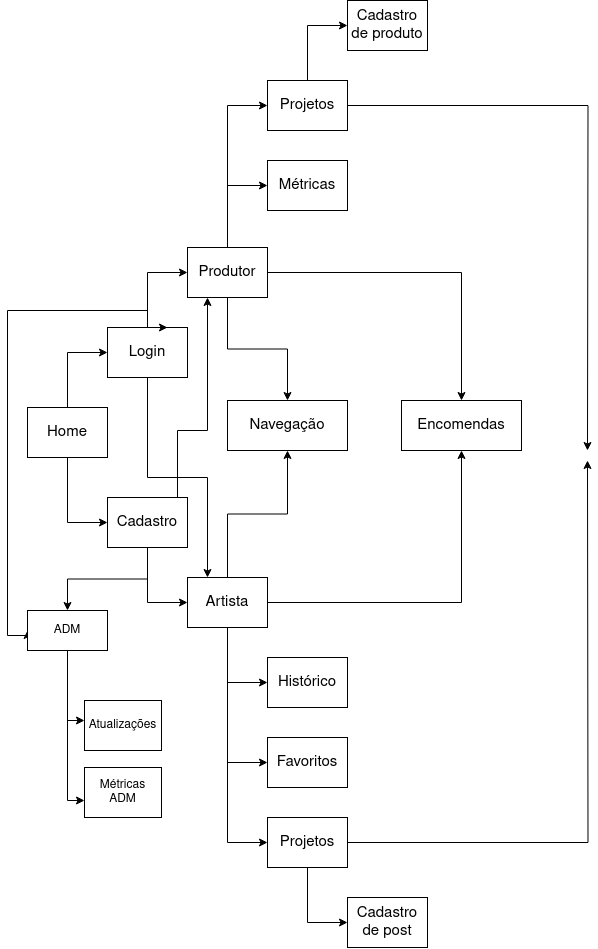 Cadastro
de produto
Projetos
Métricas
Produtor
Login
Navegação
Encomendas
Home
Cadastro
Artista
ADM
Histórico
Atualizações
Favoritos
Métricas
ADM
Projetos
Cadastro
de post